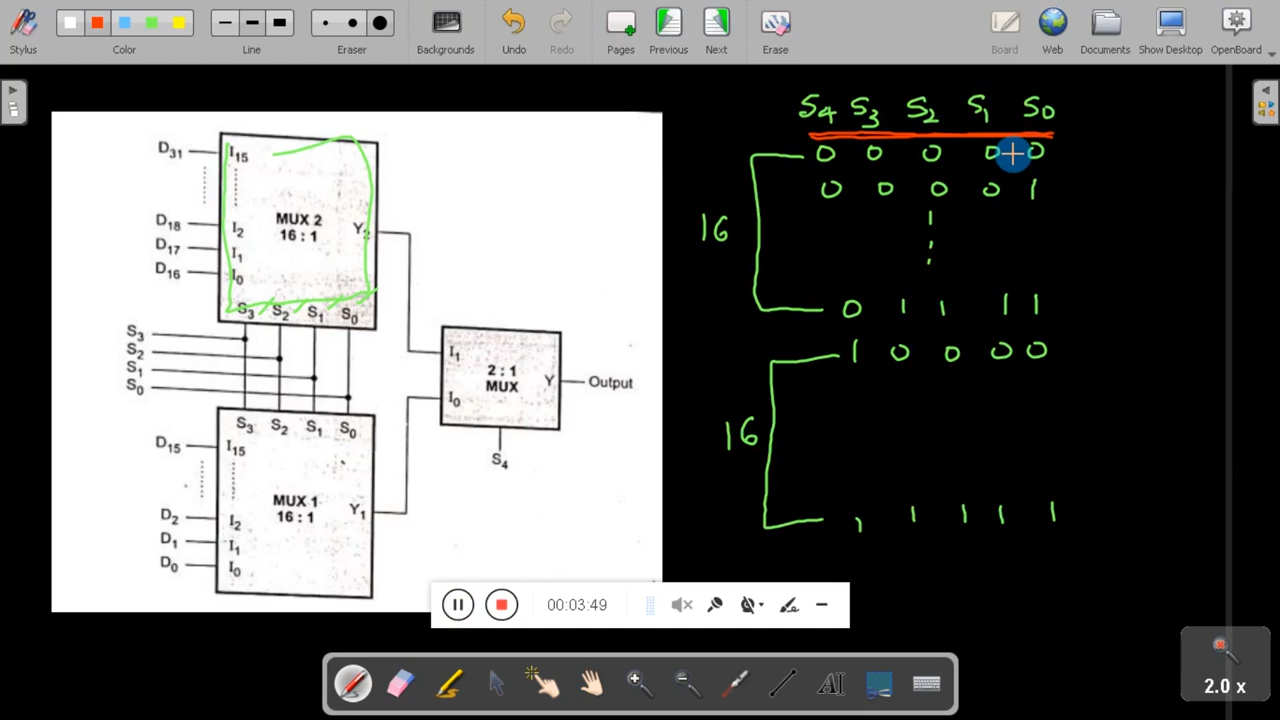 Stylus Color Line Eraser Backgrounds Undo Redo Pages Previous Next Erase Board Web Documents Show Desktop OpenBoard
S4 S3 S2 S1 S0
0 0 0 0 0
0 0 0 0 1
16
0 1 1 1 1
1 0 0 0 0
16
1 1 1 1 1
D31 I15
MUX 2
16 : 1
Y2
D18 I2
D17 I1
D16 I0
S3 S2 S1 S0
S3
S2
S1
S0
I1
2 : 1
MUX
Y Output
I0
S4
S3 S2 S1 S0
D15 I15
MUX 1
16 : 1
Y1
D2 I2
D1 I1
D0 I0
00:03:49
AI
2.0 x